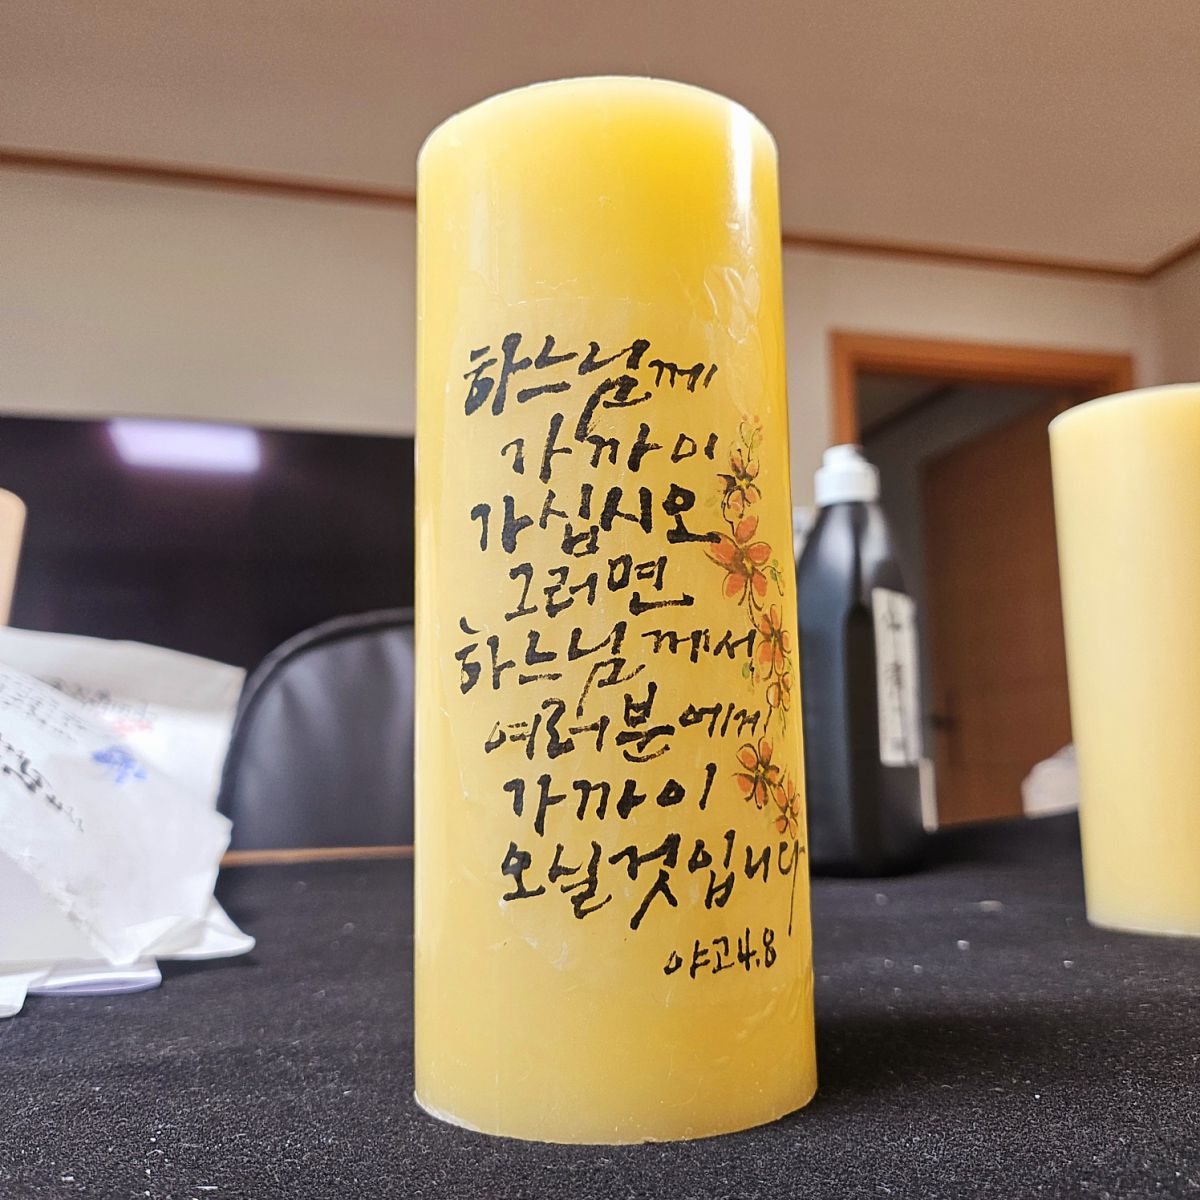 하느님께
가까이
가십시오
그러면
하느님께서
여러분에게
가까이
오실것입니다
야고4.8